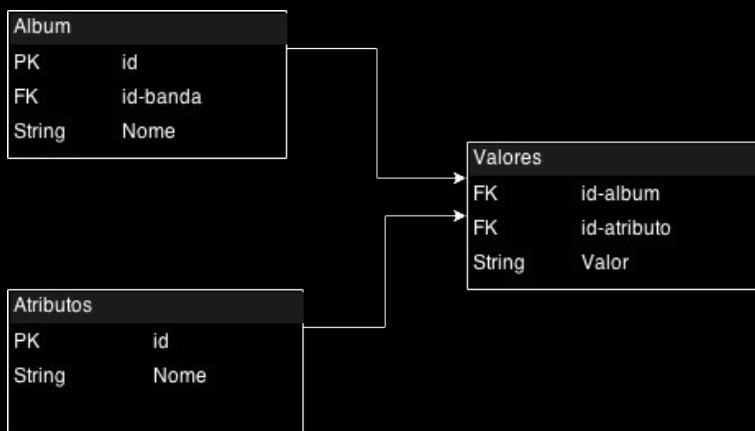 Album
PK id
FK id-banda
String Nome
Valores
FK id-album
FK id-atributo
String Valor
Atributos
PK id
String Nome